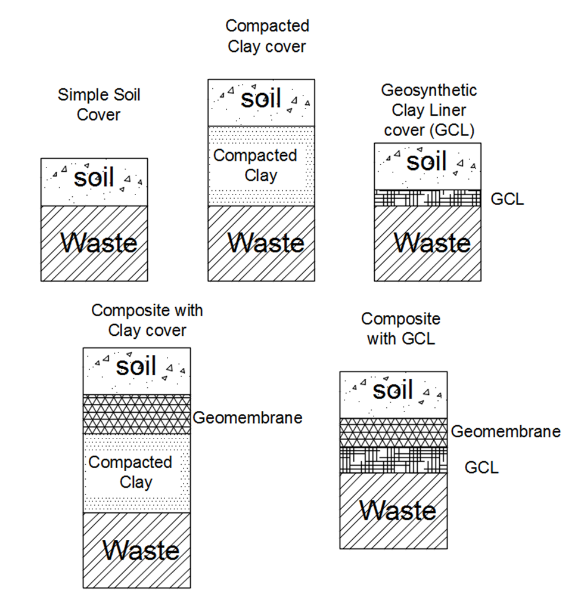 Compacted
Clay cover
Simple Soil
Cover
Geosynthetic
Clay Liner
cover (GCL)
soil
soil
soil
Compacted
Clay
GCL
Waste
Waste
Waste
Composite with
Clay cover
Composite
with GCL
soil
soil
Geomembrane
Geomembrane
Compacted
Clay
GCL
Waste
Waste